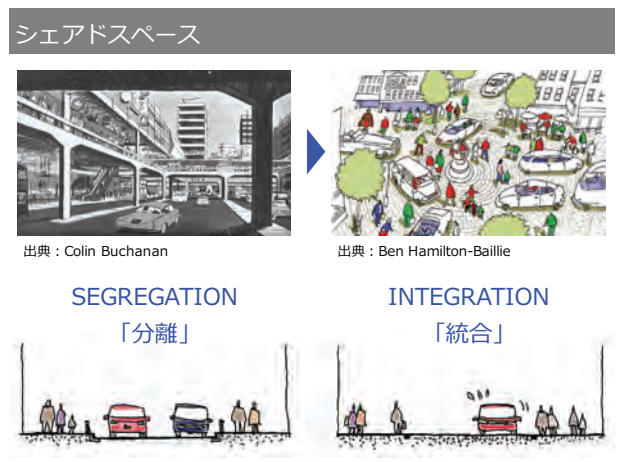 シェアドスペース
出典：Colin Buchanan
出典：Ben Hamilton-Baillie
SEGREGATION
「分離」
INTEGRATION
「統合」